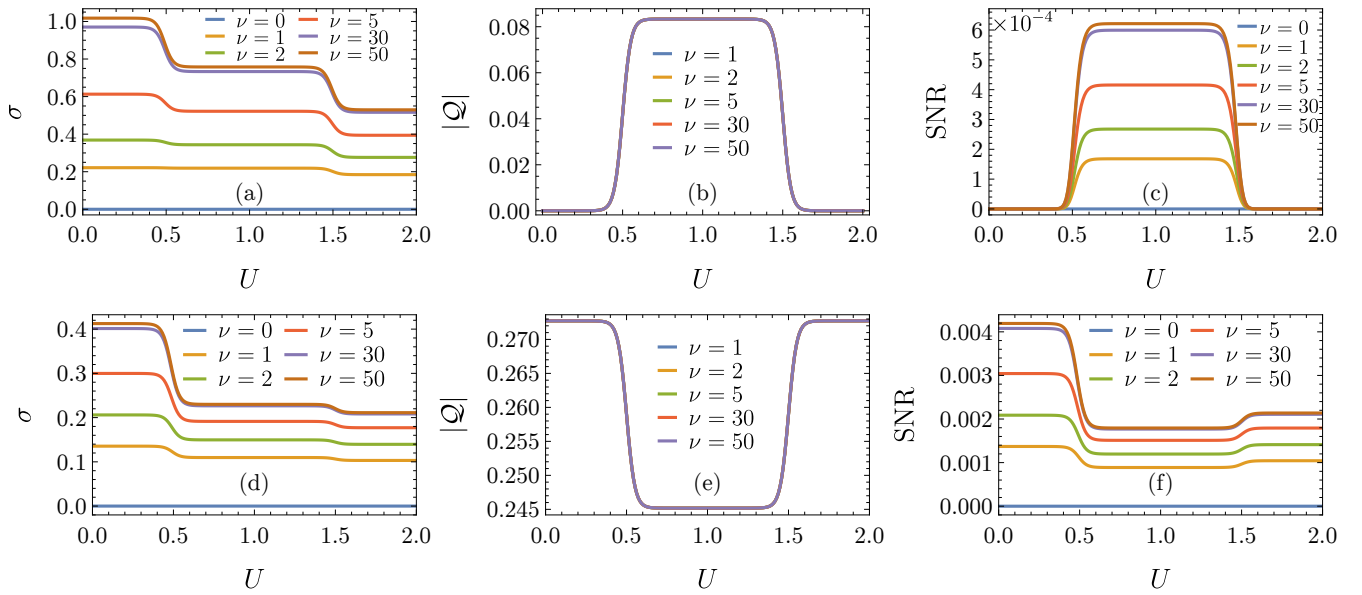 σ
1.0
0.8
0.6
0.4
0.2
0.0
ν = 0 ν = 5
ν = 1 ν = 30
ν = 2 ν = 50
(a)
0.0 0.5 1.0 1.5 2.0
U
|𝒬|
0.08
0.06
0.04
0.02
0.00
ν = 1
ν = 2
ν = 5
ν = 30
ν = 50
(b)
0.0 0.5 1.0 1.5 2.0
U
SNR
×10⁻⁴
6
5
4
3
2
1
0
ν = 0
ν = 1
ν = 2
ν = 5
ν = 30
ν = 50
(c)
0.0 0.5 1.0 1.5 2.0
U
σ
0.4
0.3
0.2
0.1
0.0
ν = 0 ν = 5
ν = 1 ν = 30
ν = 2 ν = 50
(d)
0.0 0.5 1.0 1.5 2.0
U
|𝒬|
0.270
0.265
0.260
0.255
0.250
0.245
ν = 1
ν = 2
ν = 5
ν = 30
ν = 50
(e)
0.0 0.5 1.0 1.5 2.0
U
SNR
0.004
0.003
0.002
0.001
0.000
ν = 0 ν = 5
ν = 1 ν = 30
ν = 2 ν = 50
(f)
0.0 0.5 1.0 1.5 2.0
U